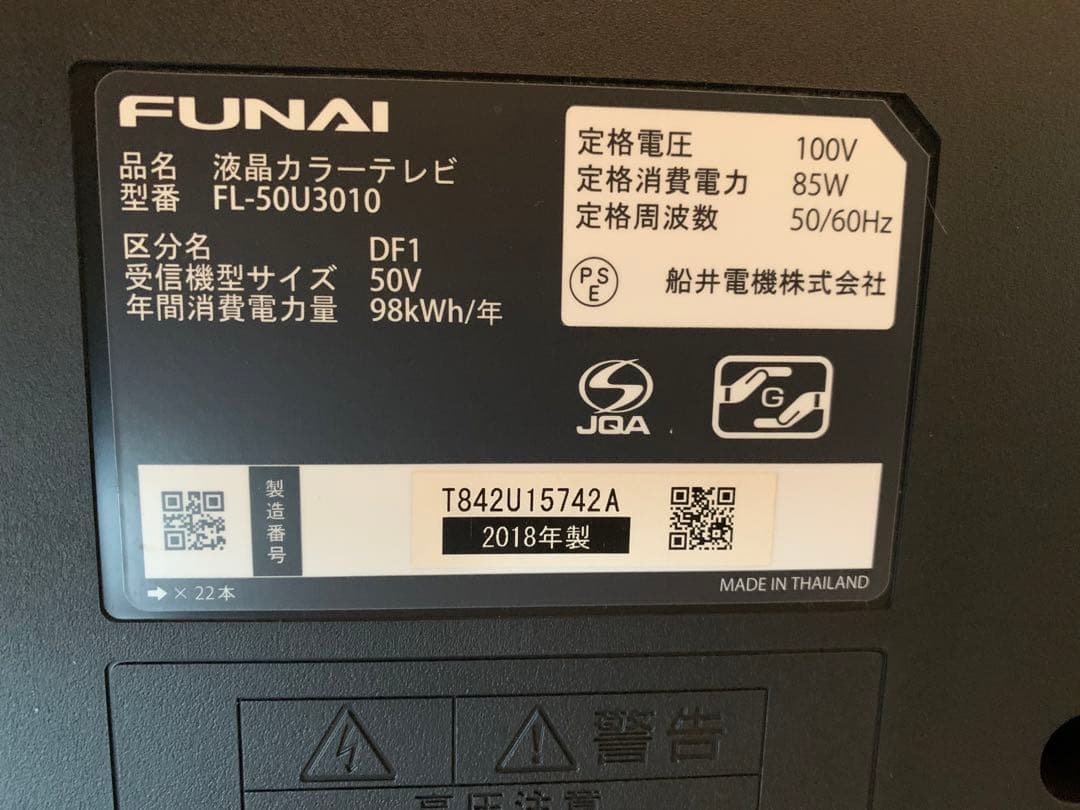 FUNAI
品名 液晶カラーテレビ
型番 FL-50U3010
区分名 DF1
受信機型サイズ 50V
年間消費電力量 98kWh/年
定格電圧 100V
定格消費電力 85W
定格周波数 50/60Hz
PSE 船井電機株式会社
JQA
G
製造番号
T842U15742A
2018年製
➡ × 22本
MADE IN THAILAND
警告
高圧注意